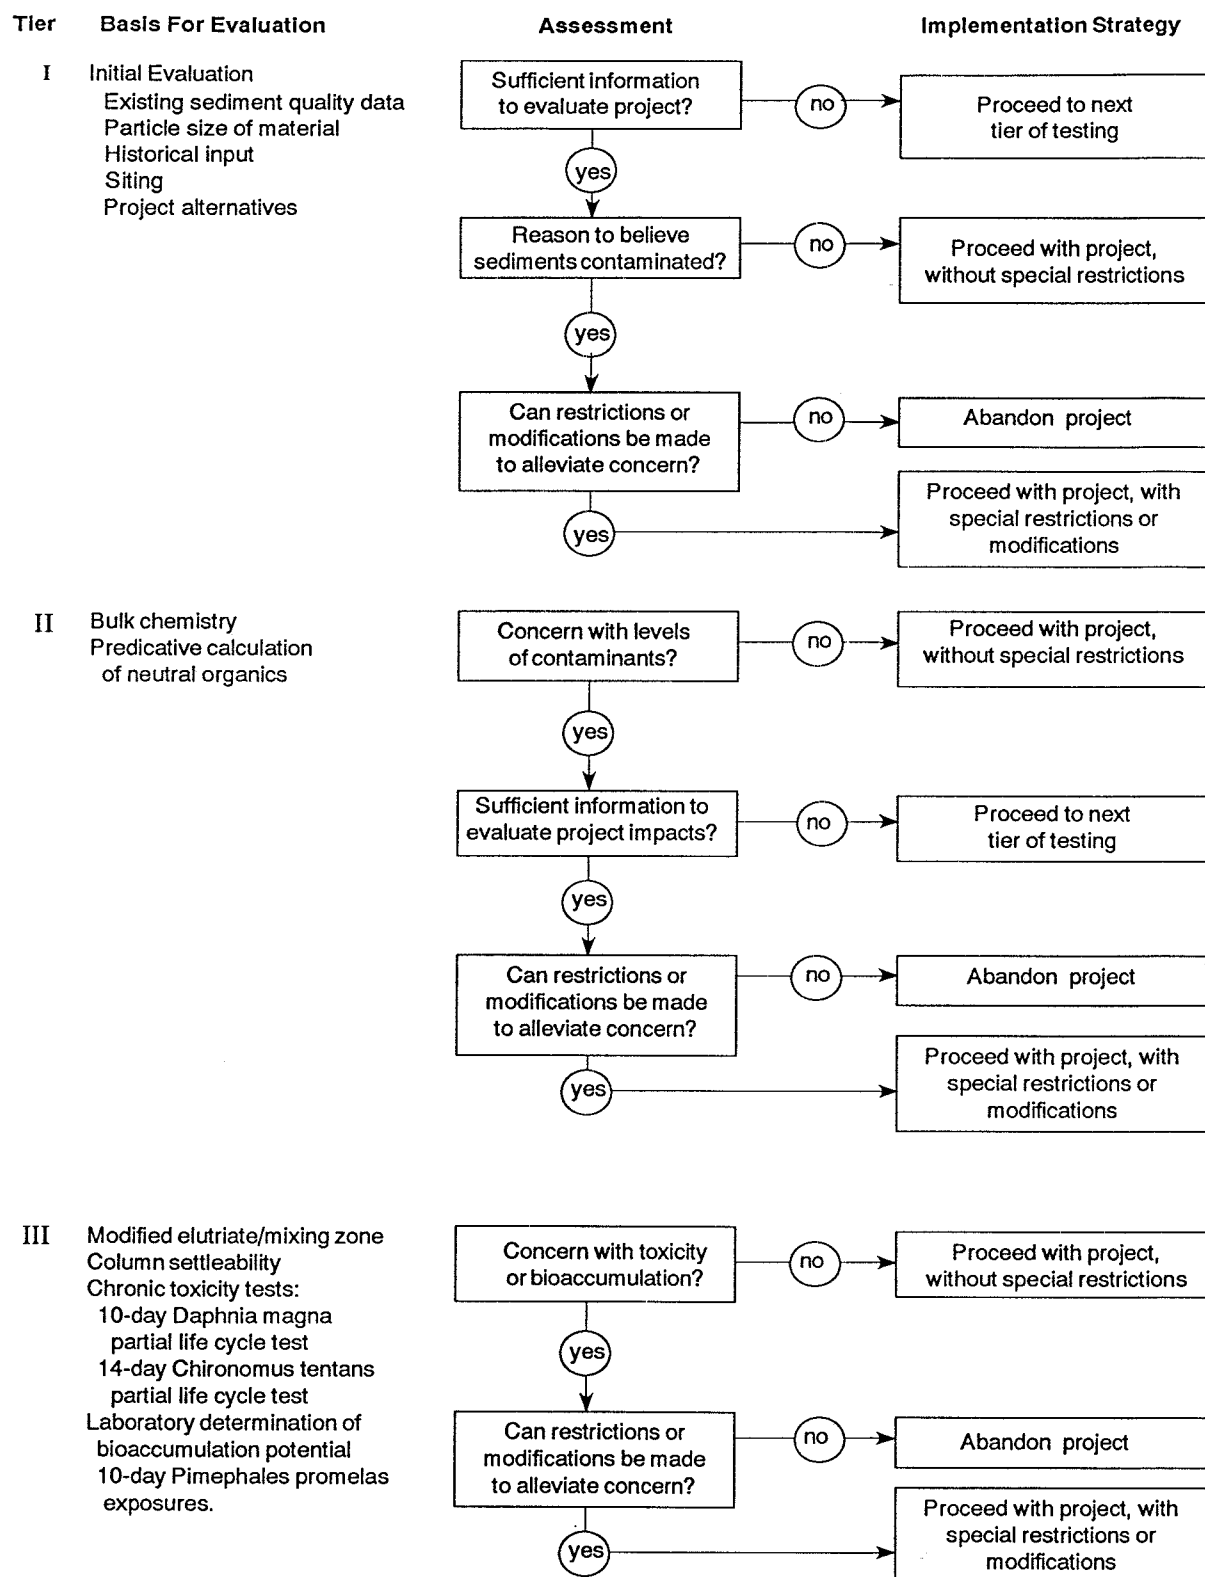 Tier Basis For Evaluation Assessment Implementation Strategy
I Initial Evaluation
Existing sediment quality data
Particle size of material
Historical input
Siting
Project alternatives
Sufficient information
to evaluate project?
no
Proceed to next
tier of testing
yes
Reason to believe
sediments contaminated?
no
Proceed with project,
without special restrictions
yes
Can restrictions or
modifications be made
to alleviate concern?
no
Abandon project
yes
Proceed with project, with
special restrictions or
modifications
II Bulk chemistry
Predicative calculation
of neutral organics
Concern with levels
of contaminants?
no
Proceed with project,
without special restrictions
yes
Sufficient information to
evaluate project impacts?
no
Proceed to next
tier of testing
yes
Can restrictions or
modifications be made
to alleviate concern?
no
Abandon project
yes
Proceed with project, with
special restrictions or
modifications
III Modified elutriate/mixing zone
Column settleability
Chronic toxicity tests:
10-day Daphnia magna
partial life cycle test
14-day Chironomus tentans
partial life cycle test
Laboratory determination of
bioaccumulation potential
10-day Pimephales promelas
exposures.
Concern with toxicity
or bioaccumulation?
no
Proceed with project,
without special restrictions
yes
Can restrictions or
modifications be made
to alleviate concern?
no
Abandon project
yes
Proceed with project, with
special restrictions or
modifications